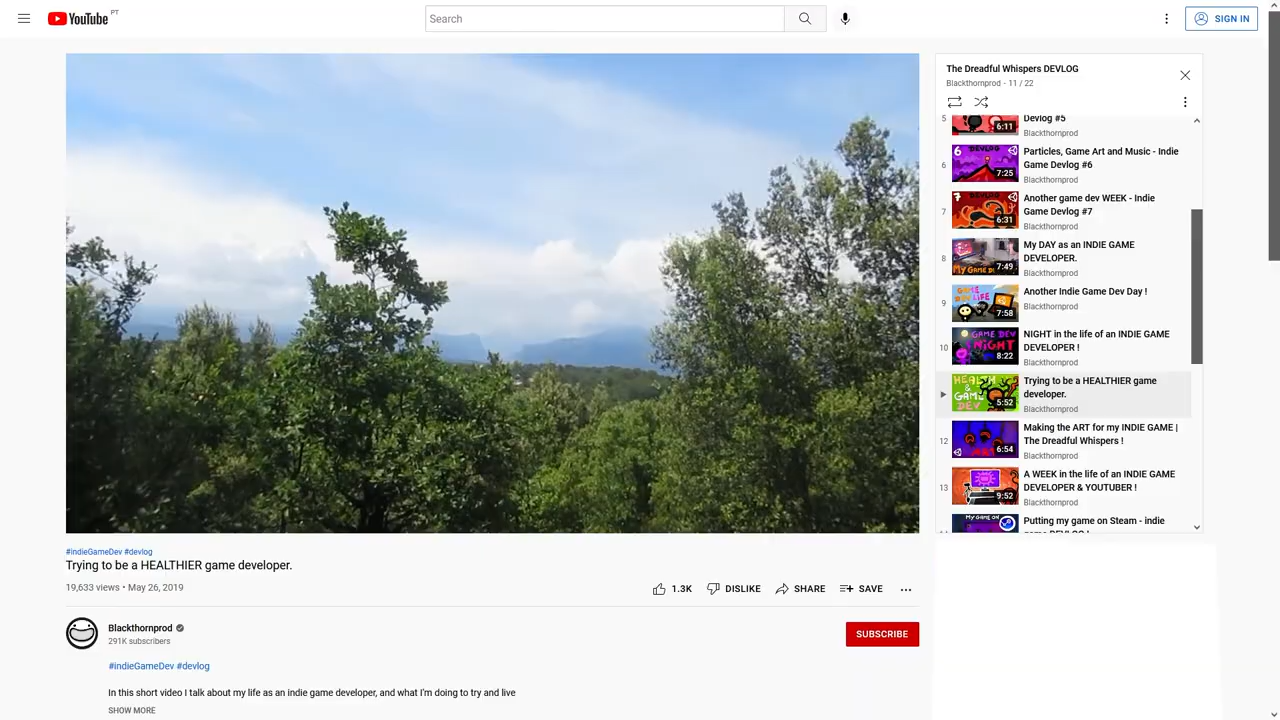 YouTube PT
Search
SIGN IN
The Dreadful Whispers DEVLOG
Blackthornprod - 11 / 22
5
Devlog #5
6:11
Blackthornprod
6
Particles, Game Art and Music - Indie
Game Devlog #6
7:25
Blackthornprod
7
Another game dev WEEK - Indie
Game Devlog #7
6:31
Blackthornprod
8
My DAY as an INDIE GAME
DEVELOPER.
7:49
Blackthornprod
9
Another Indie Game Dev Day !
7:58
Blackthornprod
10
NIGHT in the life of an INDIE GAME
DEVELOPER !
8:22
Blackthornprod
Trying to be a HEALTHIER game
developer.
5:52
Blackthornprod
12
Making the ART for my INDIE GAME |
The Dreadful Whispers !
6:54
Blackthornprod
13
A WEEK in the life of an INDIE GAME
DEVELOPER & YOUTUBER !
9:52
Blackthornprod
Putting my game on Steam - indie
#indieGameDev #devlog
Trying to be a HEALTHIER game developer.
19,633 views • May 26, 2019
1.3K DISLIKE SHARE SAVE
Blackthornprod
291K subscribers
SUBSCRIBE
#indieGameDev #devlog
In this short video I talk about my life as an indie game developer, and what I'm doing to try and live
SHOW MORE